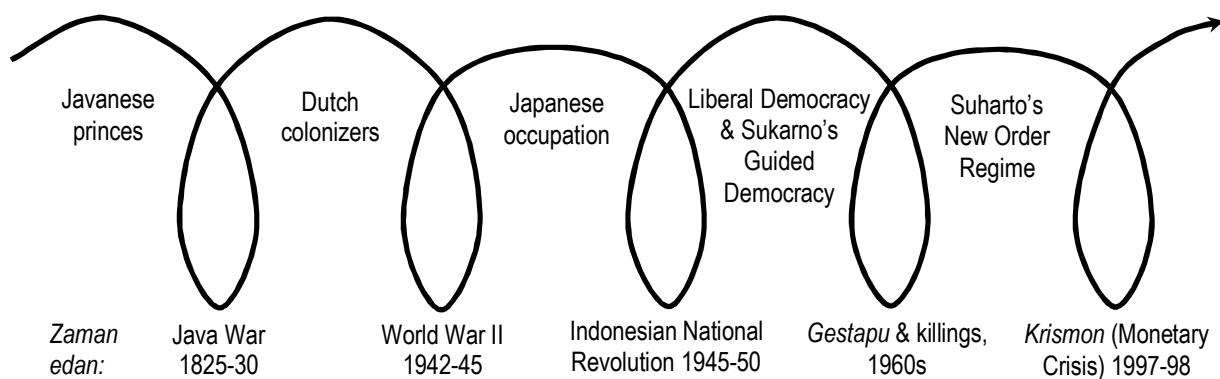 Javanese
princes
Dutch
colonizers
Japanese
occupation
Liberal Democracy
& Sukarno’s
Guided
Democracy
Suharto’s
New Order
Regime
Zaman
edan:
Java War
1825-30
World War II
1942-45
Indonesian National
Revolution 1945-50
Gestapu & killings,
1960s
Krismon (Monetary
Crisis) 1997-98